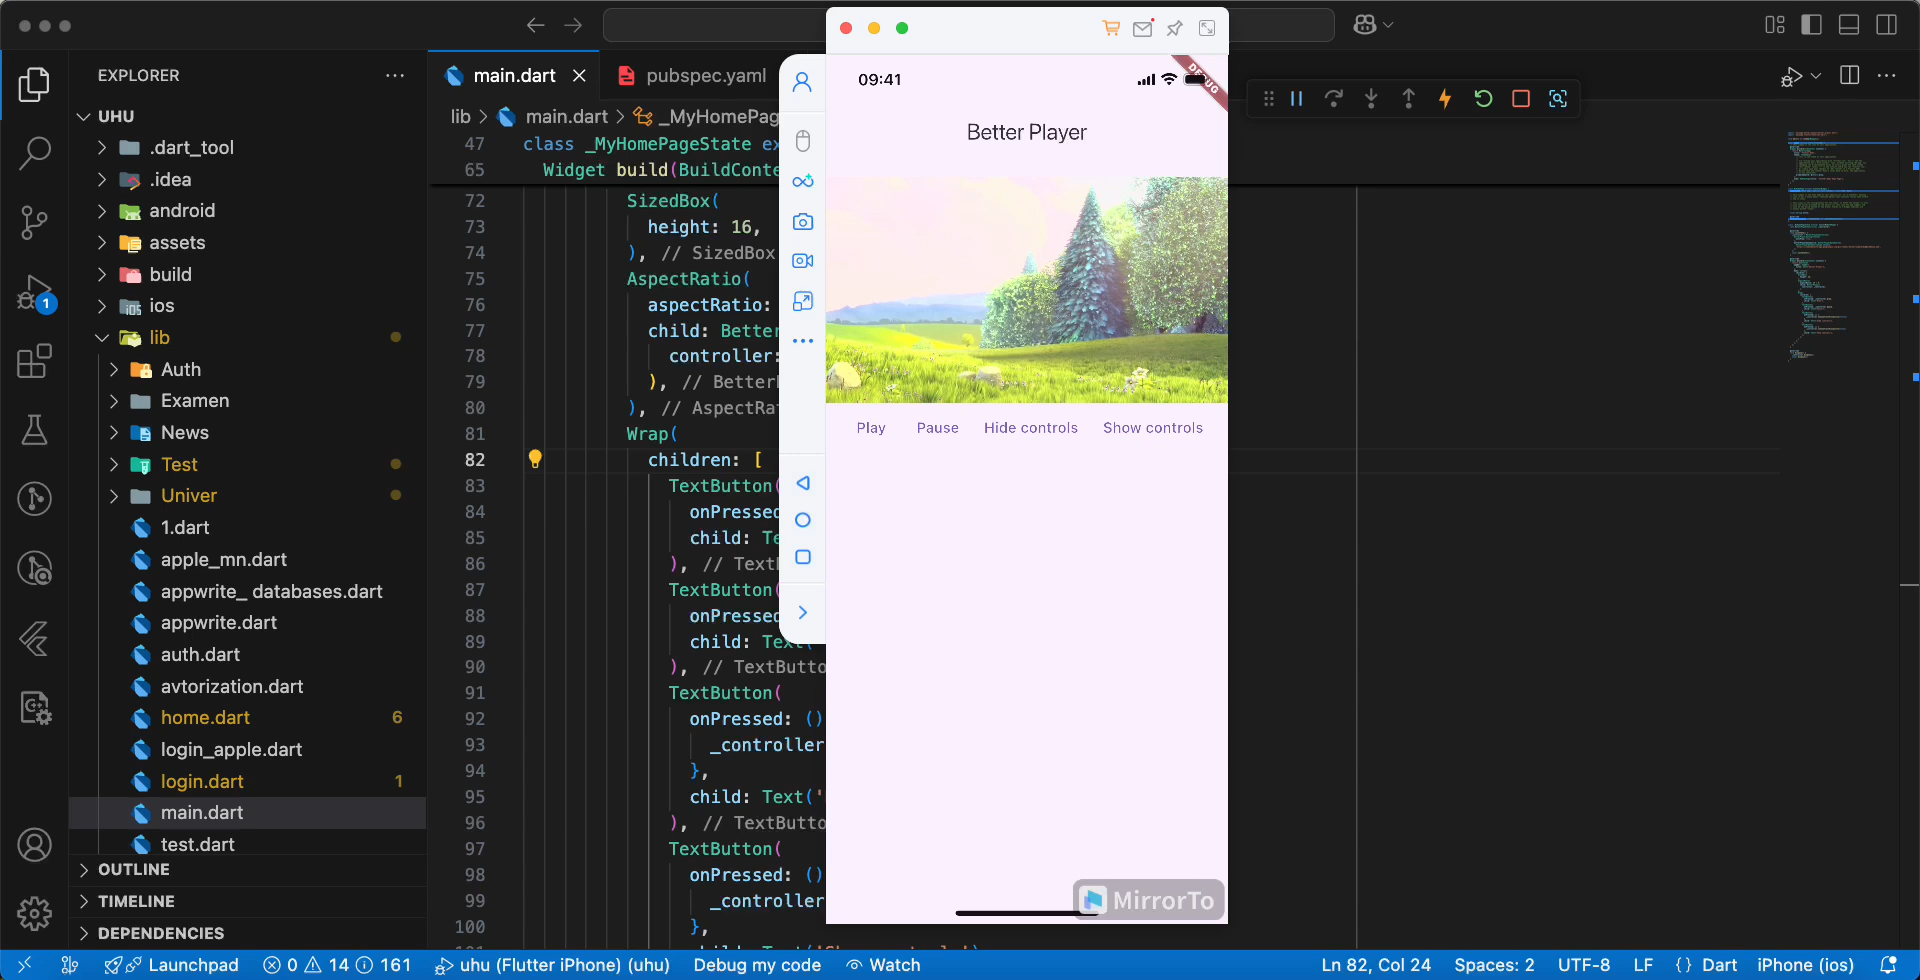 EXPLORER
UHU
.dart_tool
.idea
android
assets
build
ios
lib
Auth
Examen
News
Test
Univer
1.dart
apple_mn.dart
appwrite_ databases.dart
appwrite.dart
auth.dart
avtorization.dart
home.dart 6
login_apple.dart
login.dart 1
main.dart
test.dart
OUTLINE
TIMELINE
DEPENDENCIES
1
main.dart
pubspec.yaml
lib > main.dart > _MyHomePag
47 class _MyHomePageState ex
65 Widget build(BuildConte
72 SizedBox(
73 height: 16,
74 ), // SizedBox
75 AspectRatio(
76 aspectRatio:
77 child: Better
78 controller:
79 ), // Better
80 ), // AspectRat
81 Wrap(
82 children: [
83 TextButton(
84 onPressed
85 child: Te
86 ), // Text
87 TextButton(
88 onPressed
89 child: Text(
90 ), // TextButto
91 TextButton(
92 onPressed: ()
93 _controller
94 },
95 child: Text('
96 ), // TextButto
97 TextButton(
98 onPressed: ()
99 _controller
100 },
09:41
DEBUG
Better Player
Play Pause Hide controls Show controls
MirrorTo
Launchpad 0 14 161 uhu (Flutter iPhone) (uhu) Debug my code Watch
Ln 82, Col 24 Spaces: 2 UTF-8 LF {} Dart iPhone (ios)